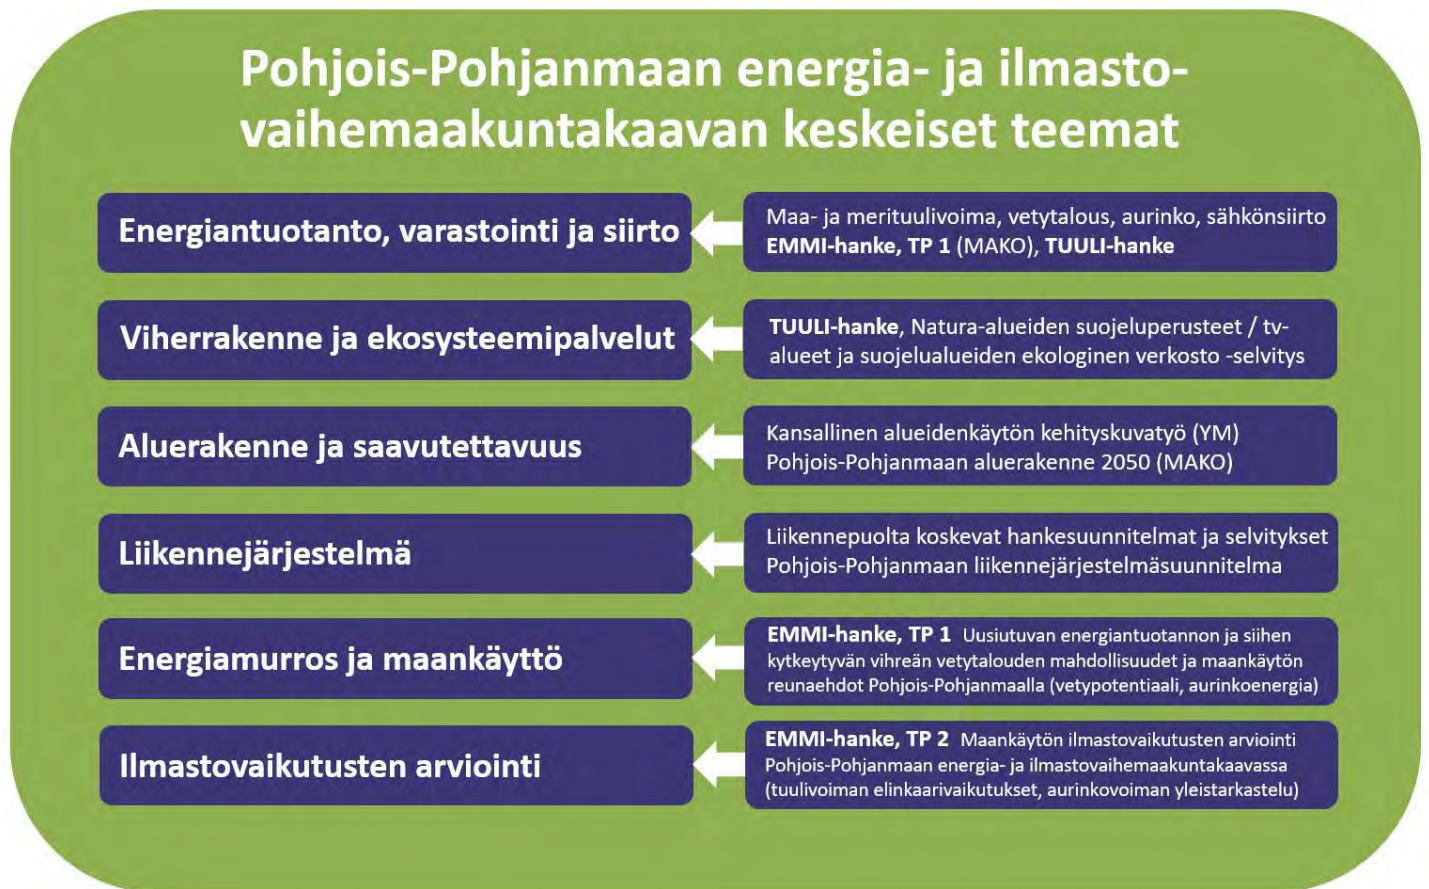 Pohjois-Pohjanmaan energia- ja ilmasto-
vaihemaakuntakaavan keskeiset teemat
Energiantuotanto, varastointi ja siirto
Maa- ja merituulivoima, vetytalous, aurinko, sähkönsiirto
EMMI-hanke, TP 1 (MAKO), TUULI-hanke
Viherrakenne ja ekosysteemipalvelut
TUULI-hanke, Natura-alueiden suojeluperusteet / tv-
alueet ja suojelualueiden ekologinen verkosto -selvitys
Aluerakenne ja saavutettavuus
Kansallinen alueidenkäytön kehityskuvatyö (YM)
Pohjois-Pohjanmaan aluerakenne 2050 (MAKO)
Liikennejärjestelmä
Liikennepuolta koskevat hankesuunnitelmat ja selvitykset
Pohjois-Pohjanmaan liikennejärjestelmäsuunnitelma
Energiamurros ja maankäyttö
EMMI-hanke, TP 1 Uusiutuvan energiantuotannon ja siihen
kytkeytyvän vihreän vetytalouden mahdollisuudet ja maankäytön
reunaehdot Pohjois-Pohjanmaalla (vetypotentiaali, aurinkoenergia)
Ilmastovaikutusten arviointi
EMMI-hanke, TP 2 Maankäytön ilmastovaikutusten arviointi
Pohjois-Pohjanmaan energia- ja ilmastovaihemaakuntakaavassa
(tuulivoiman elinkaarivaikutukset, aurinkovoiman yleistarkastelu)